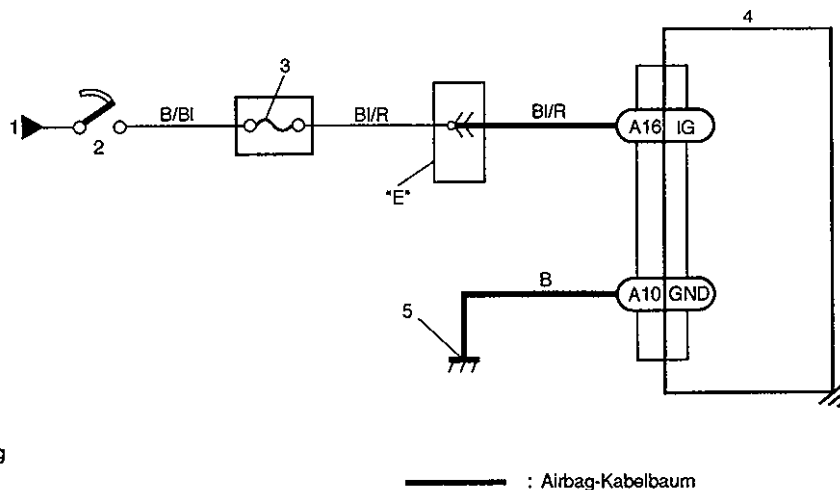 4
3
1
B/Bl
Bl/R
Bl/R
A16 IG
2
"E"
B
A10 GND
5
g
: Airbag-Kabelbaum